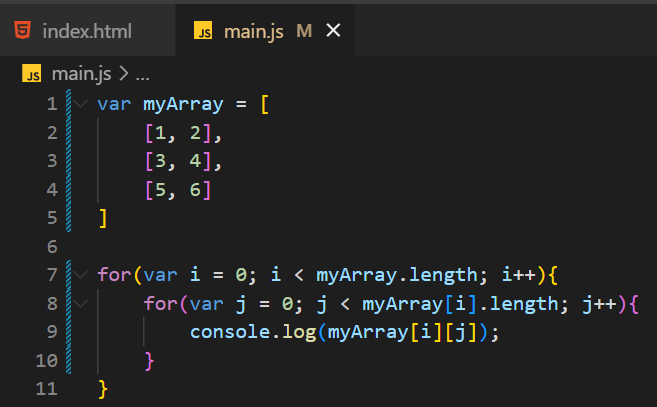 index.html JS main.js M ×
JS main.js > ...
1 var myArray = [
2     [1, 2],
3     [3, 4],
4     [5, 6]
5 ]
6
7 for(var i = 0; i < myArray.length; i++){
8     for(var j = 0; j < myArray[i].length; j++){
9         console.log(myArray[i][j]);
10     }
11 }